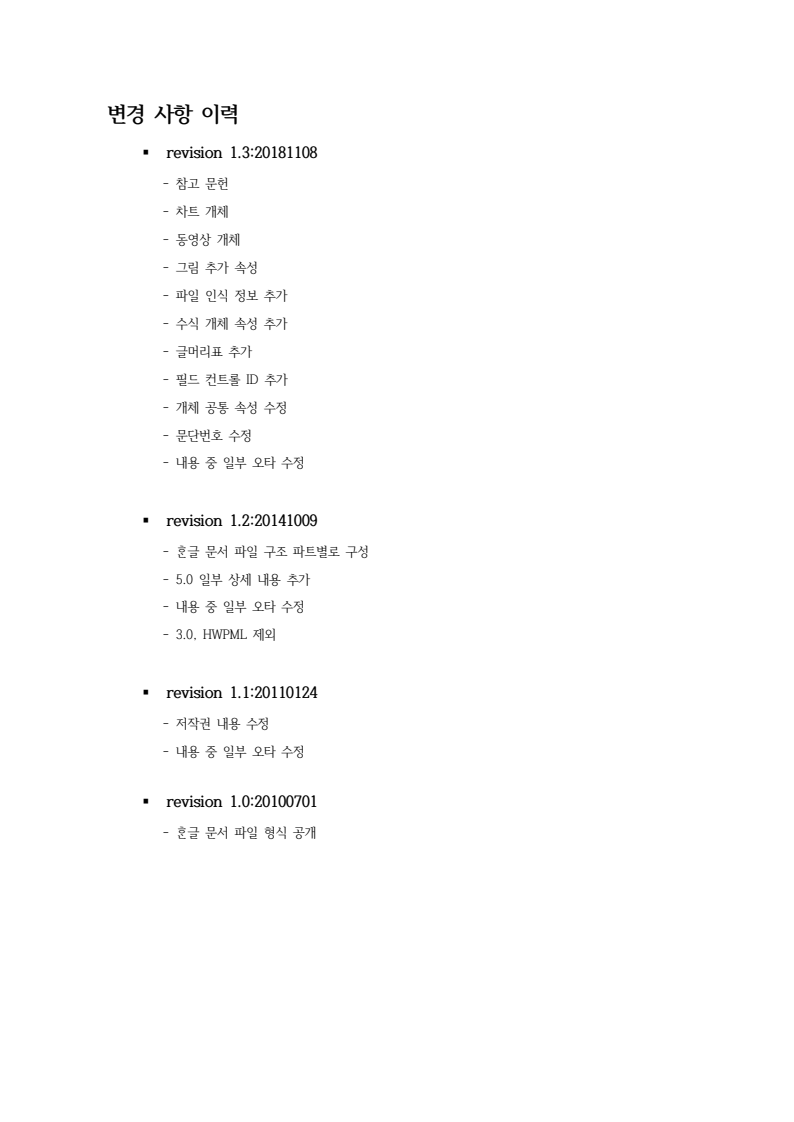 변경 사항 이력
▪ revision 1.3:20181108
- 참고 문헌
- 차트 개체
- 동영상 개체
- 그림 추가 속성
- 파일 인식 정보 추가
- 수식 개체 속성 추가
- 글머리표 추가
- 필드 컨트롤 ID 추가
- 개체 공통 속성 수정
- 문단번호 수정
- 내용 중 일부 오타 수정
▪ revision 1.2:20141009
- ᄒᆞᆫ글 문서 파일 구조 파트별로 구성
- 5.0 일부 상세 내용 추가
- 내용 중 일부 오타 수정
- 3.0, HWPML 제외
▪ revision 1.1:20110124
- 저작권 내용 수정
- 내용 중 일부 오타 수정
▪ revision 1.0:20100701
- ᄒᆞᆫ글 문서 파일 형식 공개